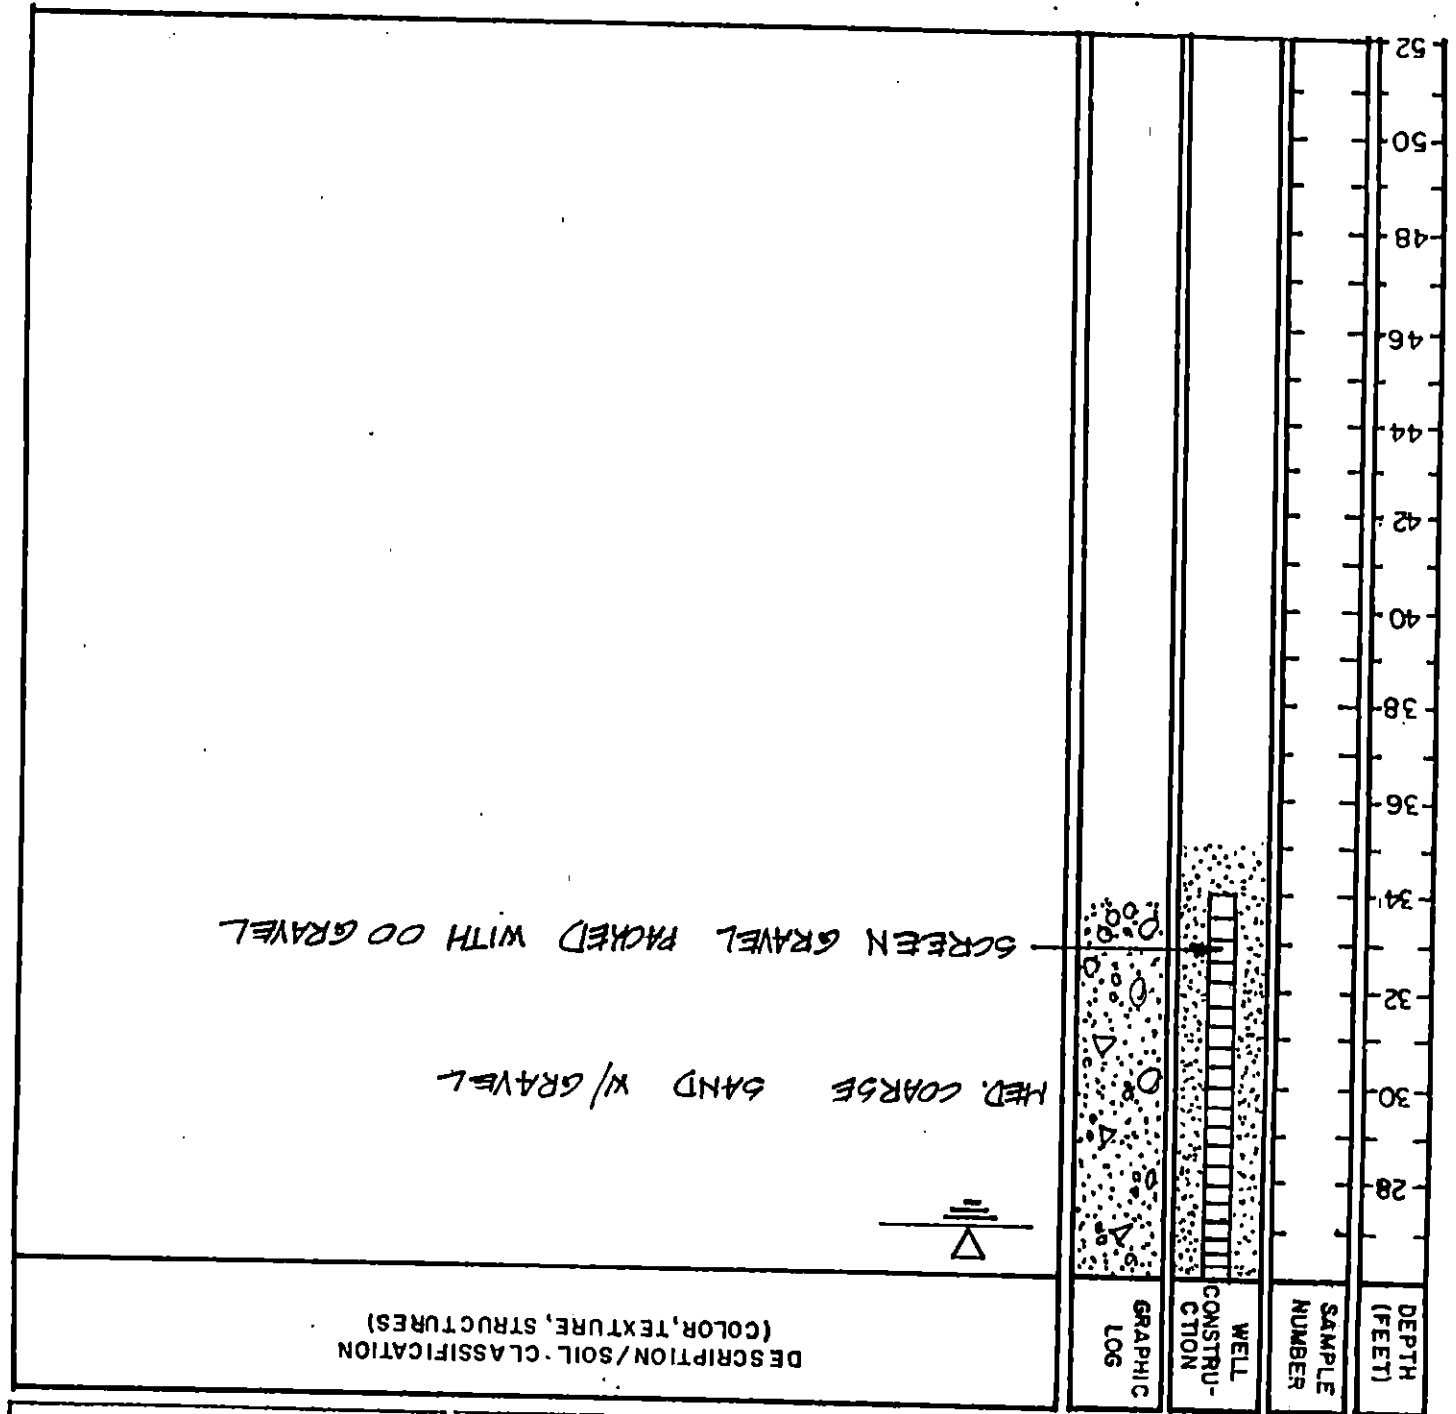 DEPTH
(FEET)
SAMPLE
NUMBER
WELL
CONSTRU-
CTION
GRAPHIC
LOG
DESCRIPTION/SOIL CLASSIFICATION
(COLOR, TEXTURE, STRUCTURES)
28
MED. COARSE SAND W/ GRAVEL
30
32
SCREEN GRAVEL PACKED WITH OO GRAVEL
34
36
38
40
42
44
46
48
50
52